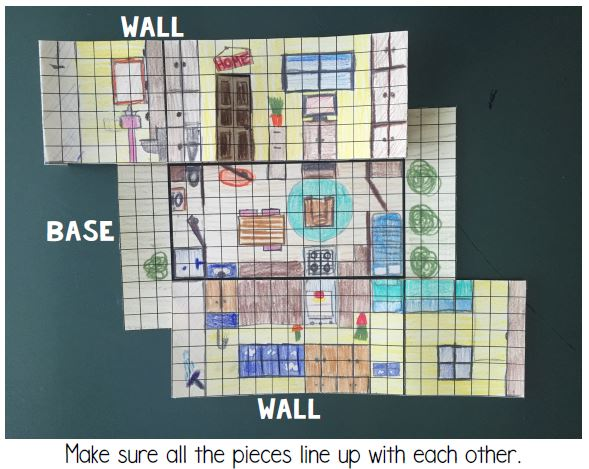 WALL
HOME
BASE
WALL
Make sure all the pieces line up with each other.